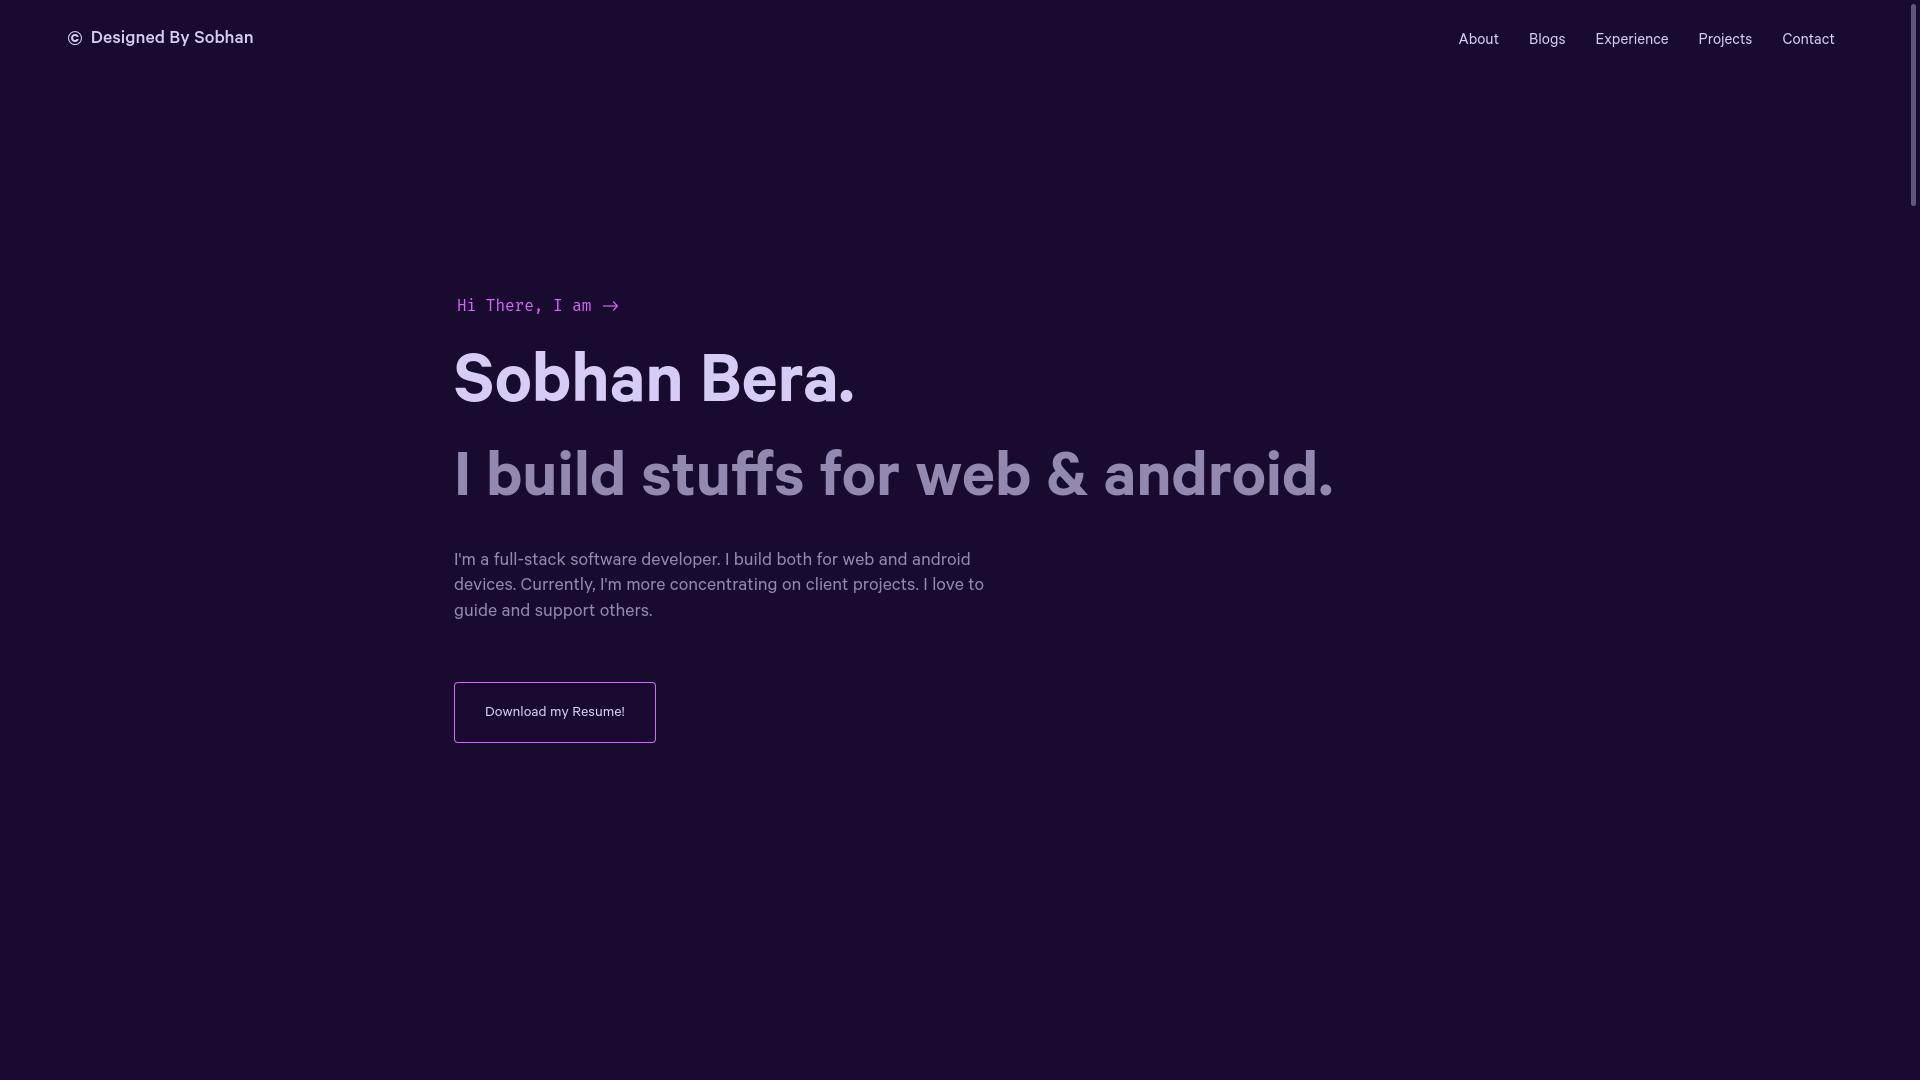 © Designed By Sobhan
About Blogs Experience Projects Contact
Hi There, I am ->
Sobhan Bera.
I build stuffs for web & android.
I'm a full-stack software developer. I build both for web and android
devices. Currently, I'm more concentrating on client projects. I love to
guide and support others.
Download my Resume!